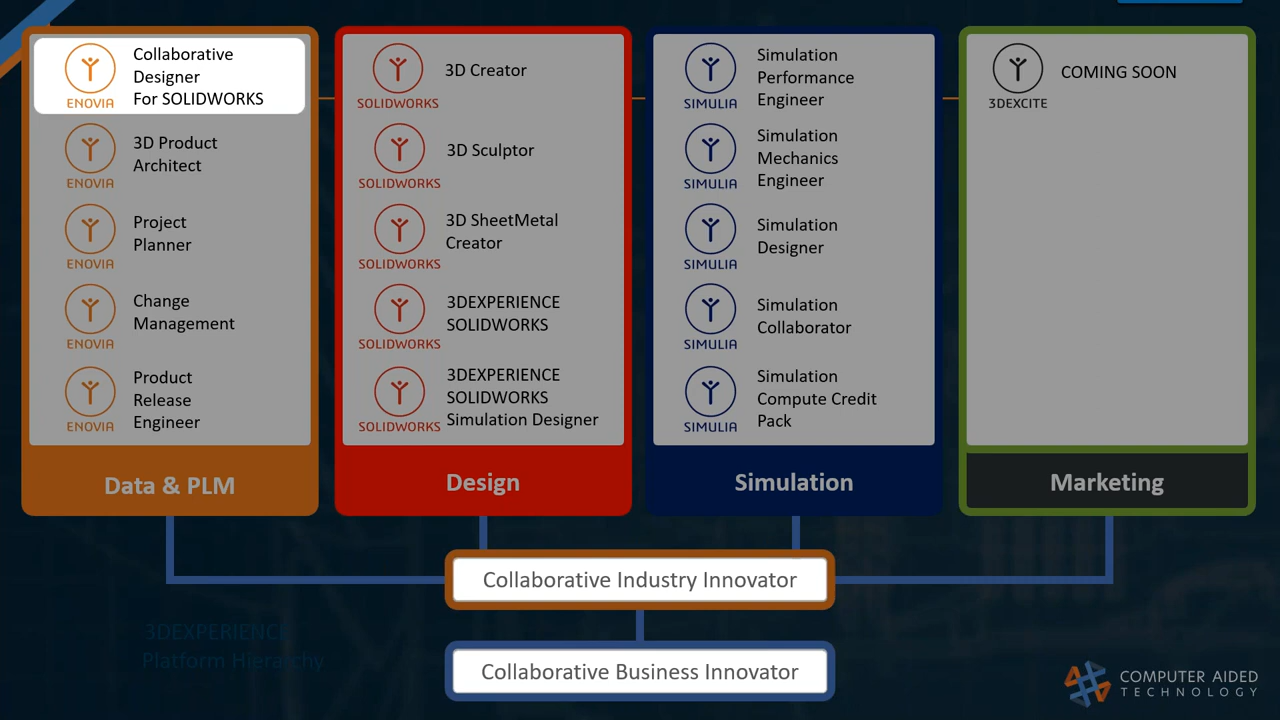 Collaborative
Designer
For SOLIDWORKS
ENOVIA
3D Product
Architect
ENOVIA
Project
Planner
ENOVIA
Change
Management
ENOVIA
Product
Release
Engineer
ENOVIA
Data & PLM
3D Creator
SOLIDWORKS
3D Sculptor
SOLIDWORKS
3D SheetMetal
Creator
SOLIDWORKS
3DEXPERIENCE
SOLIDWORKS
SOLIDWORKS
3DEXPERIENCE
SOLIDWORKS
Simulation Designer
SOLIDWORKS
Design
Simulation
Performance
Engineer
SIMULIA
Simulation
Mechanics
Engineer
SIMULIA
Simulation
Designer
SIMULIA
Simulation
Collaborator
SIMULIA
Simulation
Compute Credit
Pack
SIMULIA
Simulation
COMING SOON
3DEXCITE
Marketing
Collaborative Industry Innovator
Collaborative Business Innovator
3DEXPERIENCE
Platform Hierarchy
COMPUTER AIDED
TECHNOLOGY